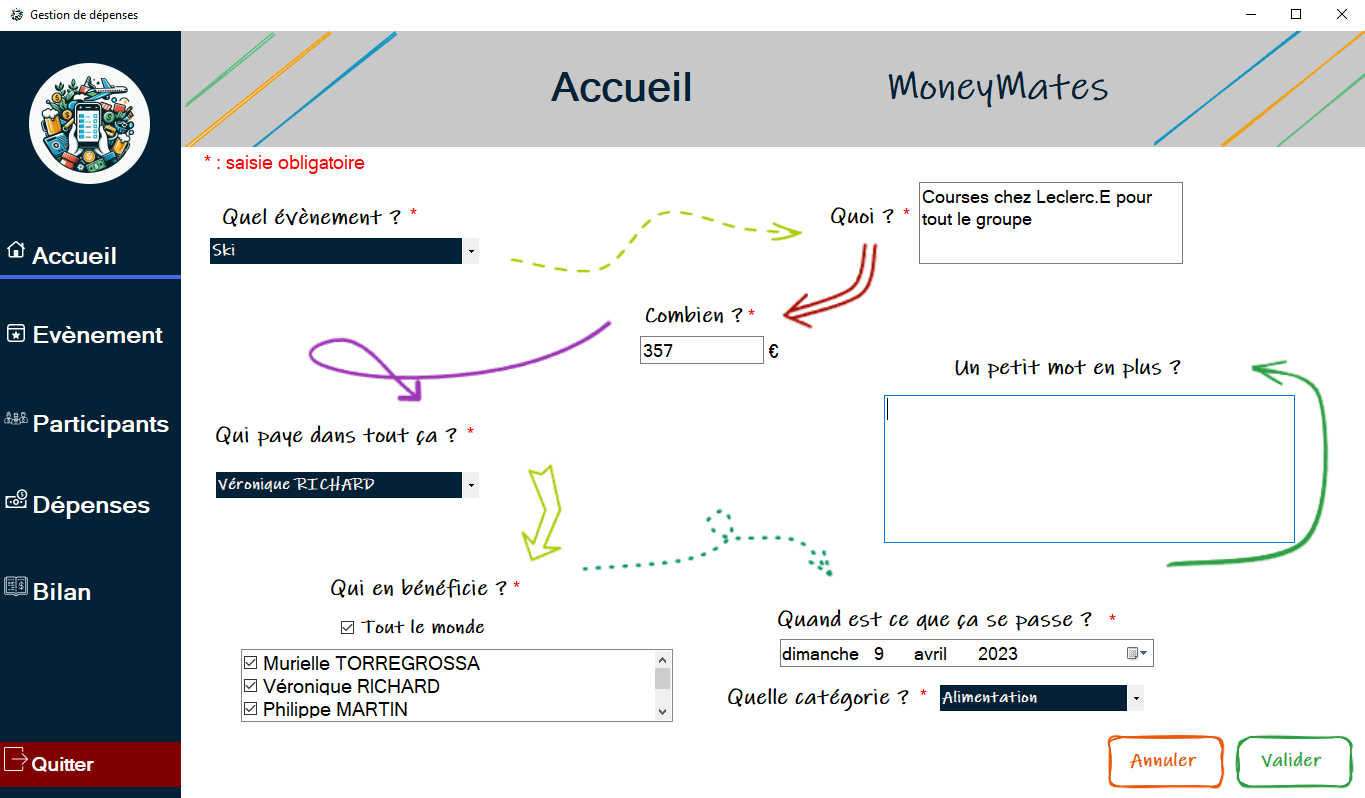 Gestion de dépenses
Accueil
MoneyMates
* : saisie obligatoire
Quel évènement ? *
Ski
Quoi ? *
Courses chez Leclerc.E pour
tout le groupe
Accueil
Evènement
Participants
Dépenses
Bilan
Quitter
Combien ? *
357 €
Un petit mot en plus ?
Qui paye dans tout ça ? *
Véronique RICHARD
Qui en bénéficie ? *
Tout le monde
Murielle TORREGROSSA
Véronique RICHARD
Philippe MARTIN
Quand est ce que ça se passe ? *
dimanche 9 avril 2023
Quelle catégorie ? *
Alimentation
Annuler
Valider